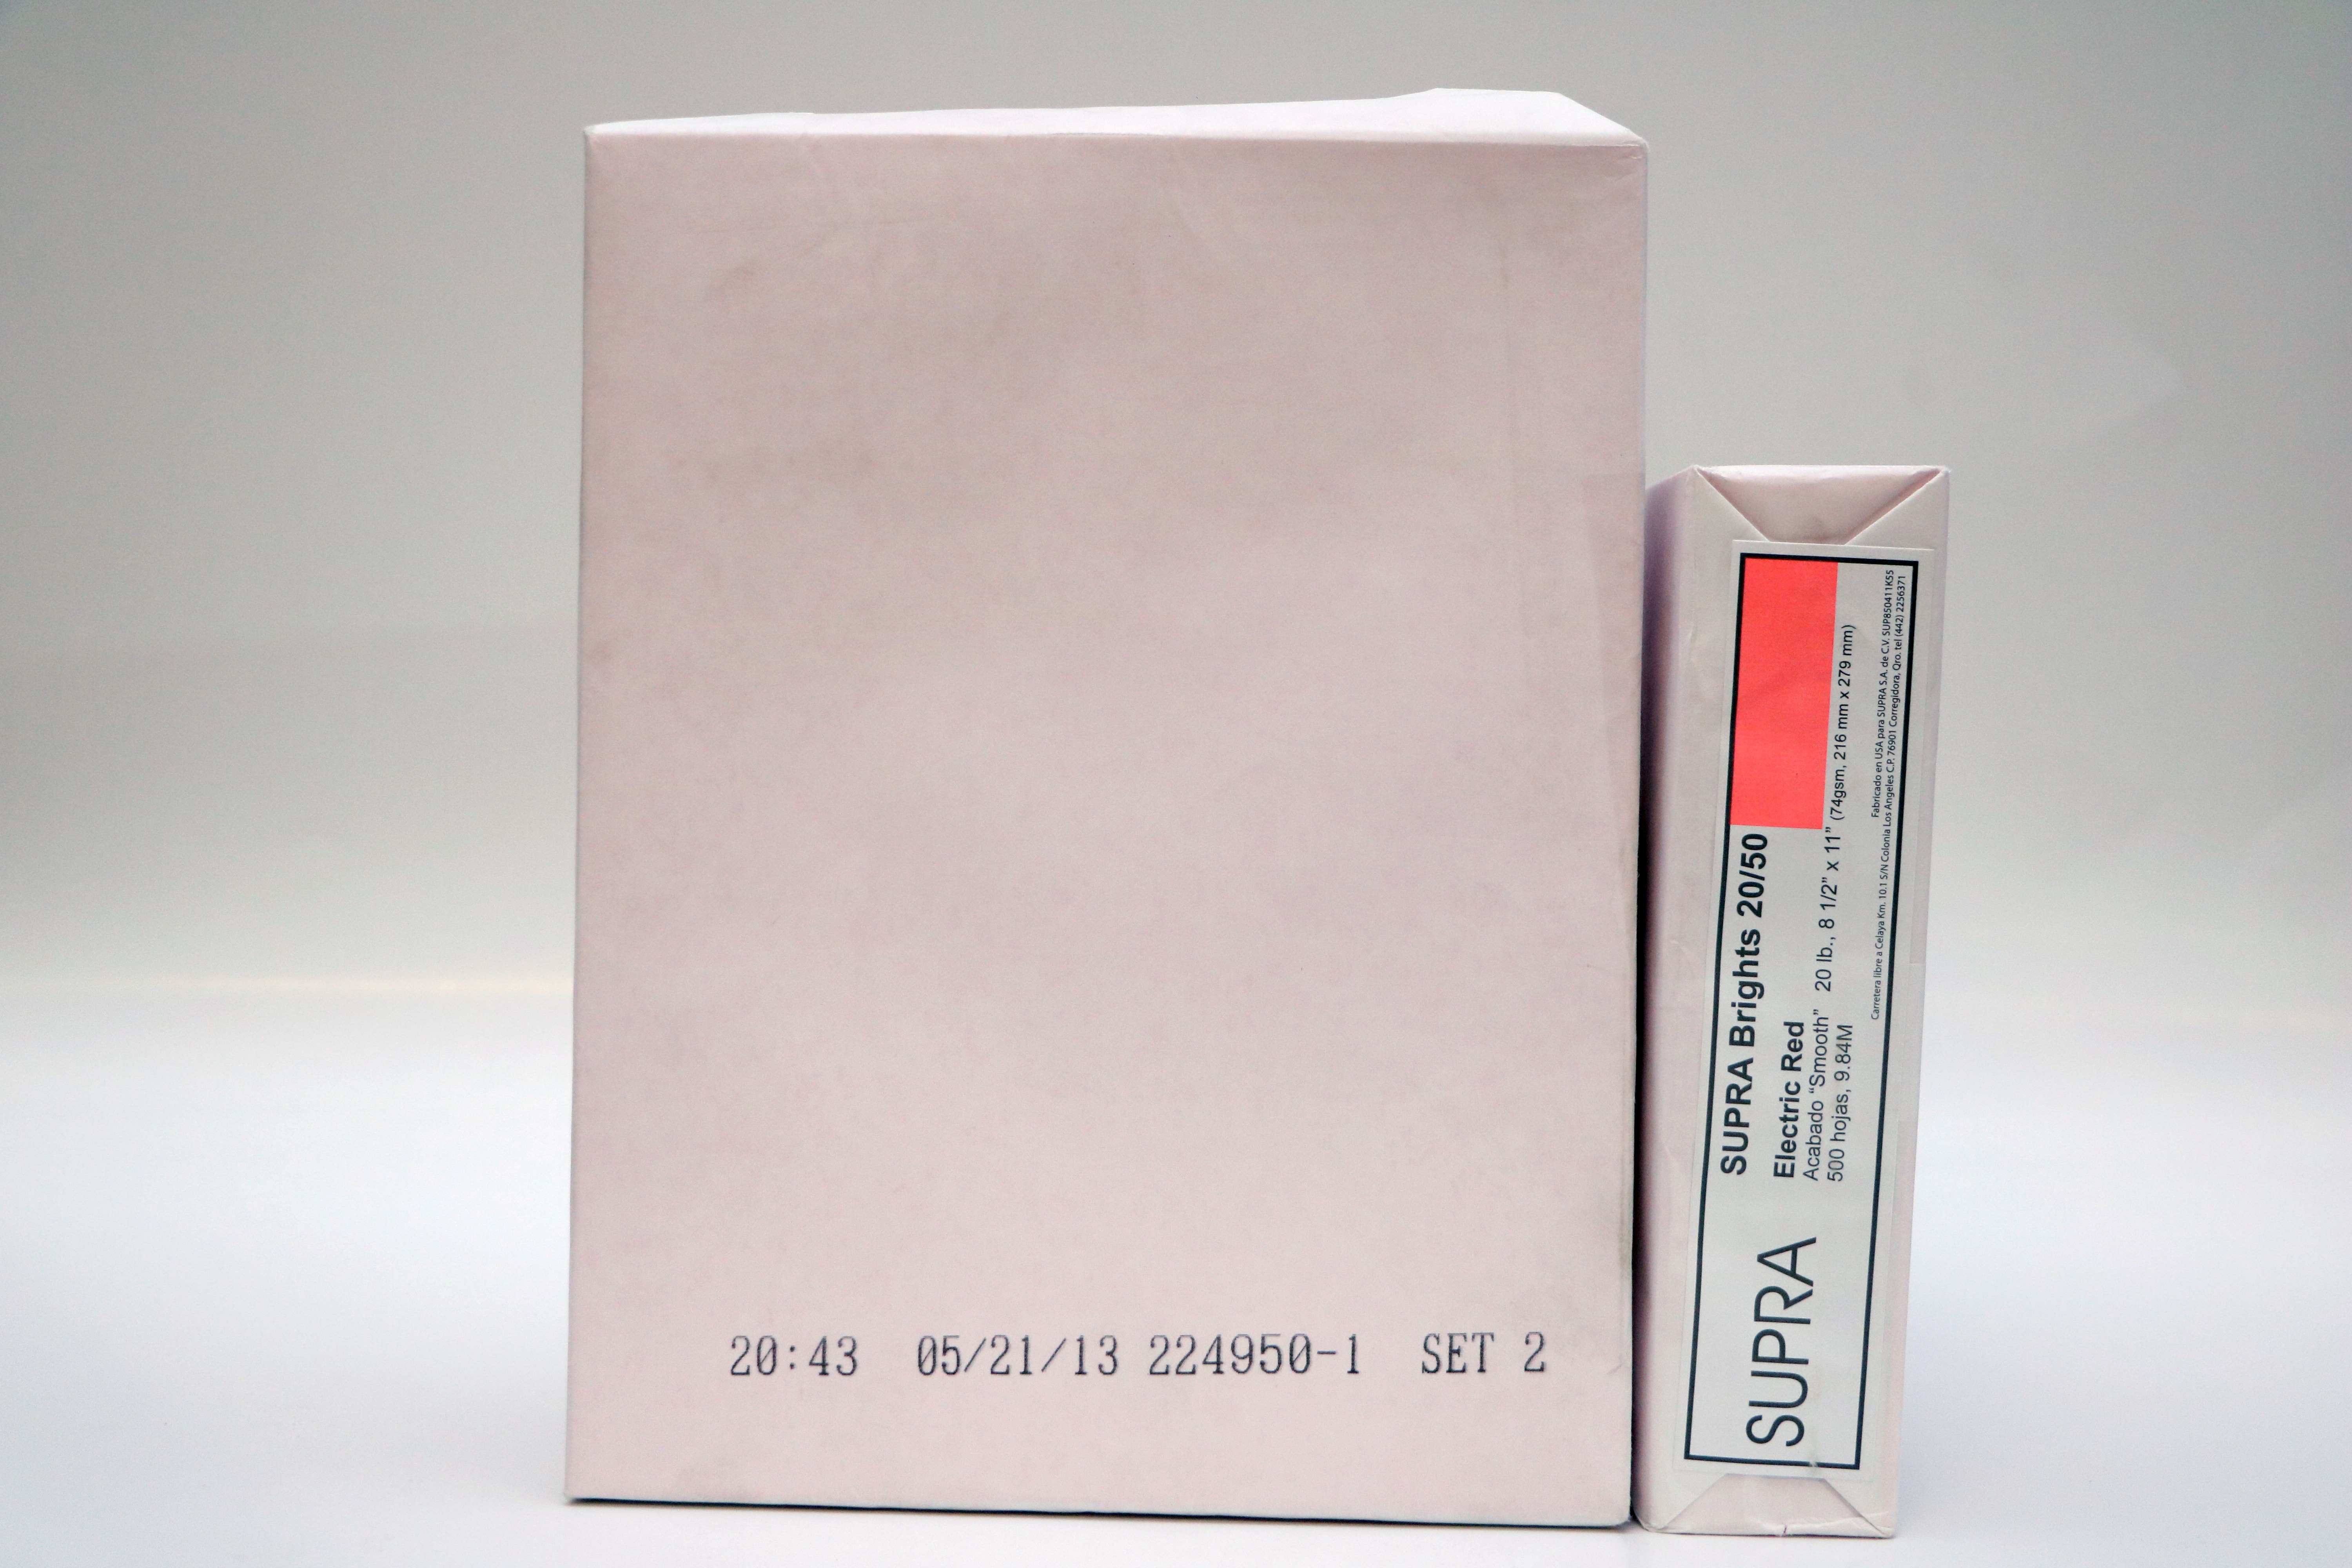 20:43 05/21/13 224950-1 SET 2
SUPRA
SUPRA Brights 20/50
Electric Red
Acabado "Smooth" 20 lb., 8 1/2" x 11" (74gsm, 216 mm x 279 mm)
500 hojas, 9.84M
Fabricado en USA para SUPRA S.A. de C.V. SUP850411K55
Carretera libre a Celaya Km. 10.1 S/N Colonia Los Angeles C.P. 76901 Corregidora, Qro. tel (442) 2256371